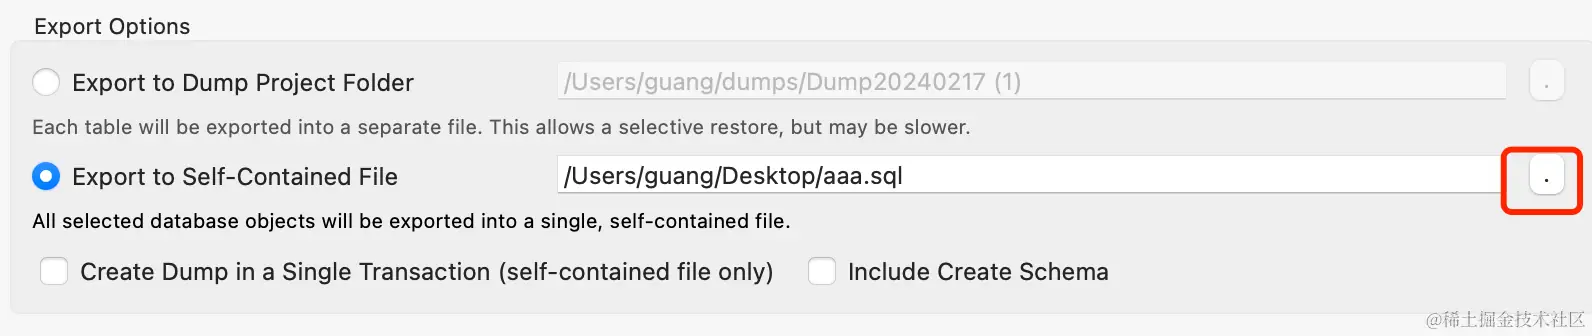 Export Options
Export to Dump Project Folder /Users/guang/dumps/Dump20240217 (1) .
Each table will be exported into a separate file. This allows a selective restore, but may be slower.
Export to Self-Contained File /Users/guang/Desktop/aaa.sql .
All selected database objects will be exported into a single, self-contained file.
Create Dump in a Single Transaction (self-contained file only) Include Create Schema
@稀土掘金技术社区